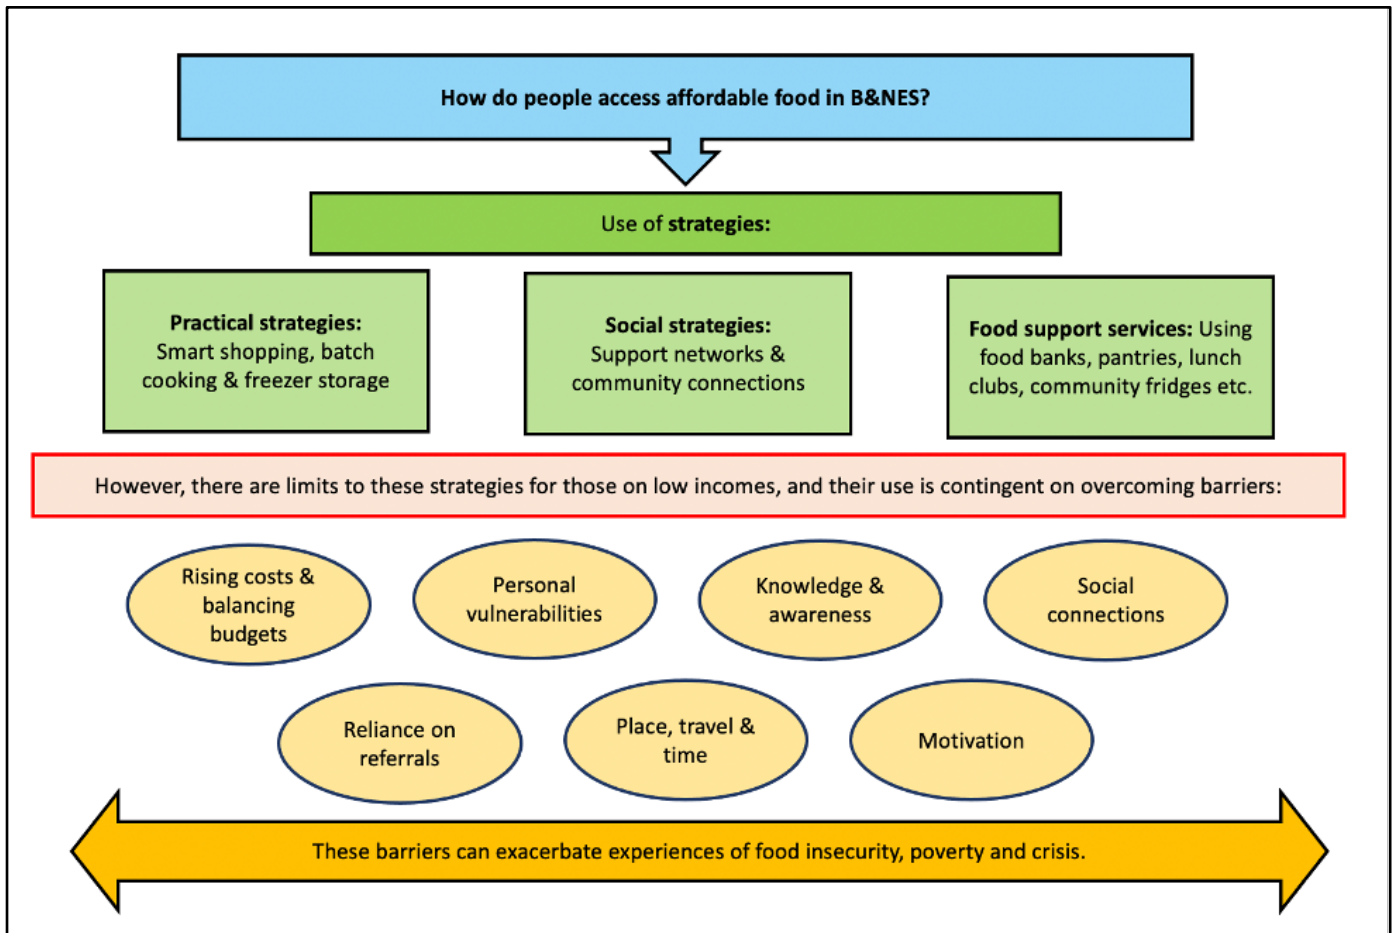 How do people access affordable food in B&NES?
Use of strategies:
Practical strategies:
Smart shopping, batch
cooking & freezer storage
Social strategies:
Support networks &
community connections
Food support services: Using
food banks, pantries, lunch
clubs, community fridges etc.
However, there are limits to these strategies for those on low incomes, and their use is contingent on overcoming barriers:
Rising costs &
balancing
budgets
Personal
vulnerabilities
Knowledge &
awareness
Social
connections
Reliance on
referrals
Place, travel &
time
Motivation
These barriers can exacerbate experiences of food insecurity, poverty and crisis.